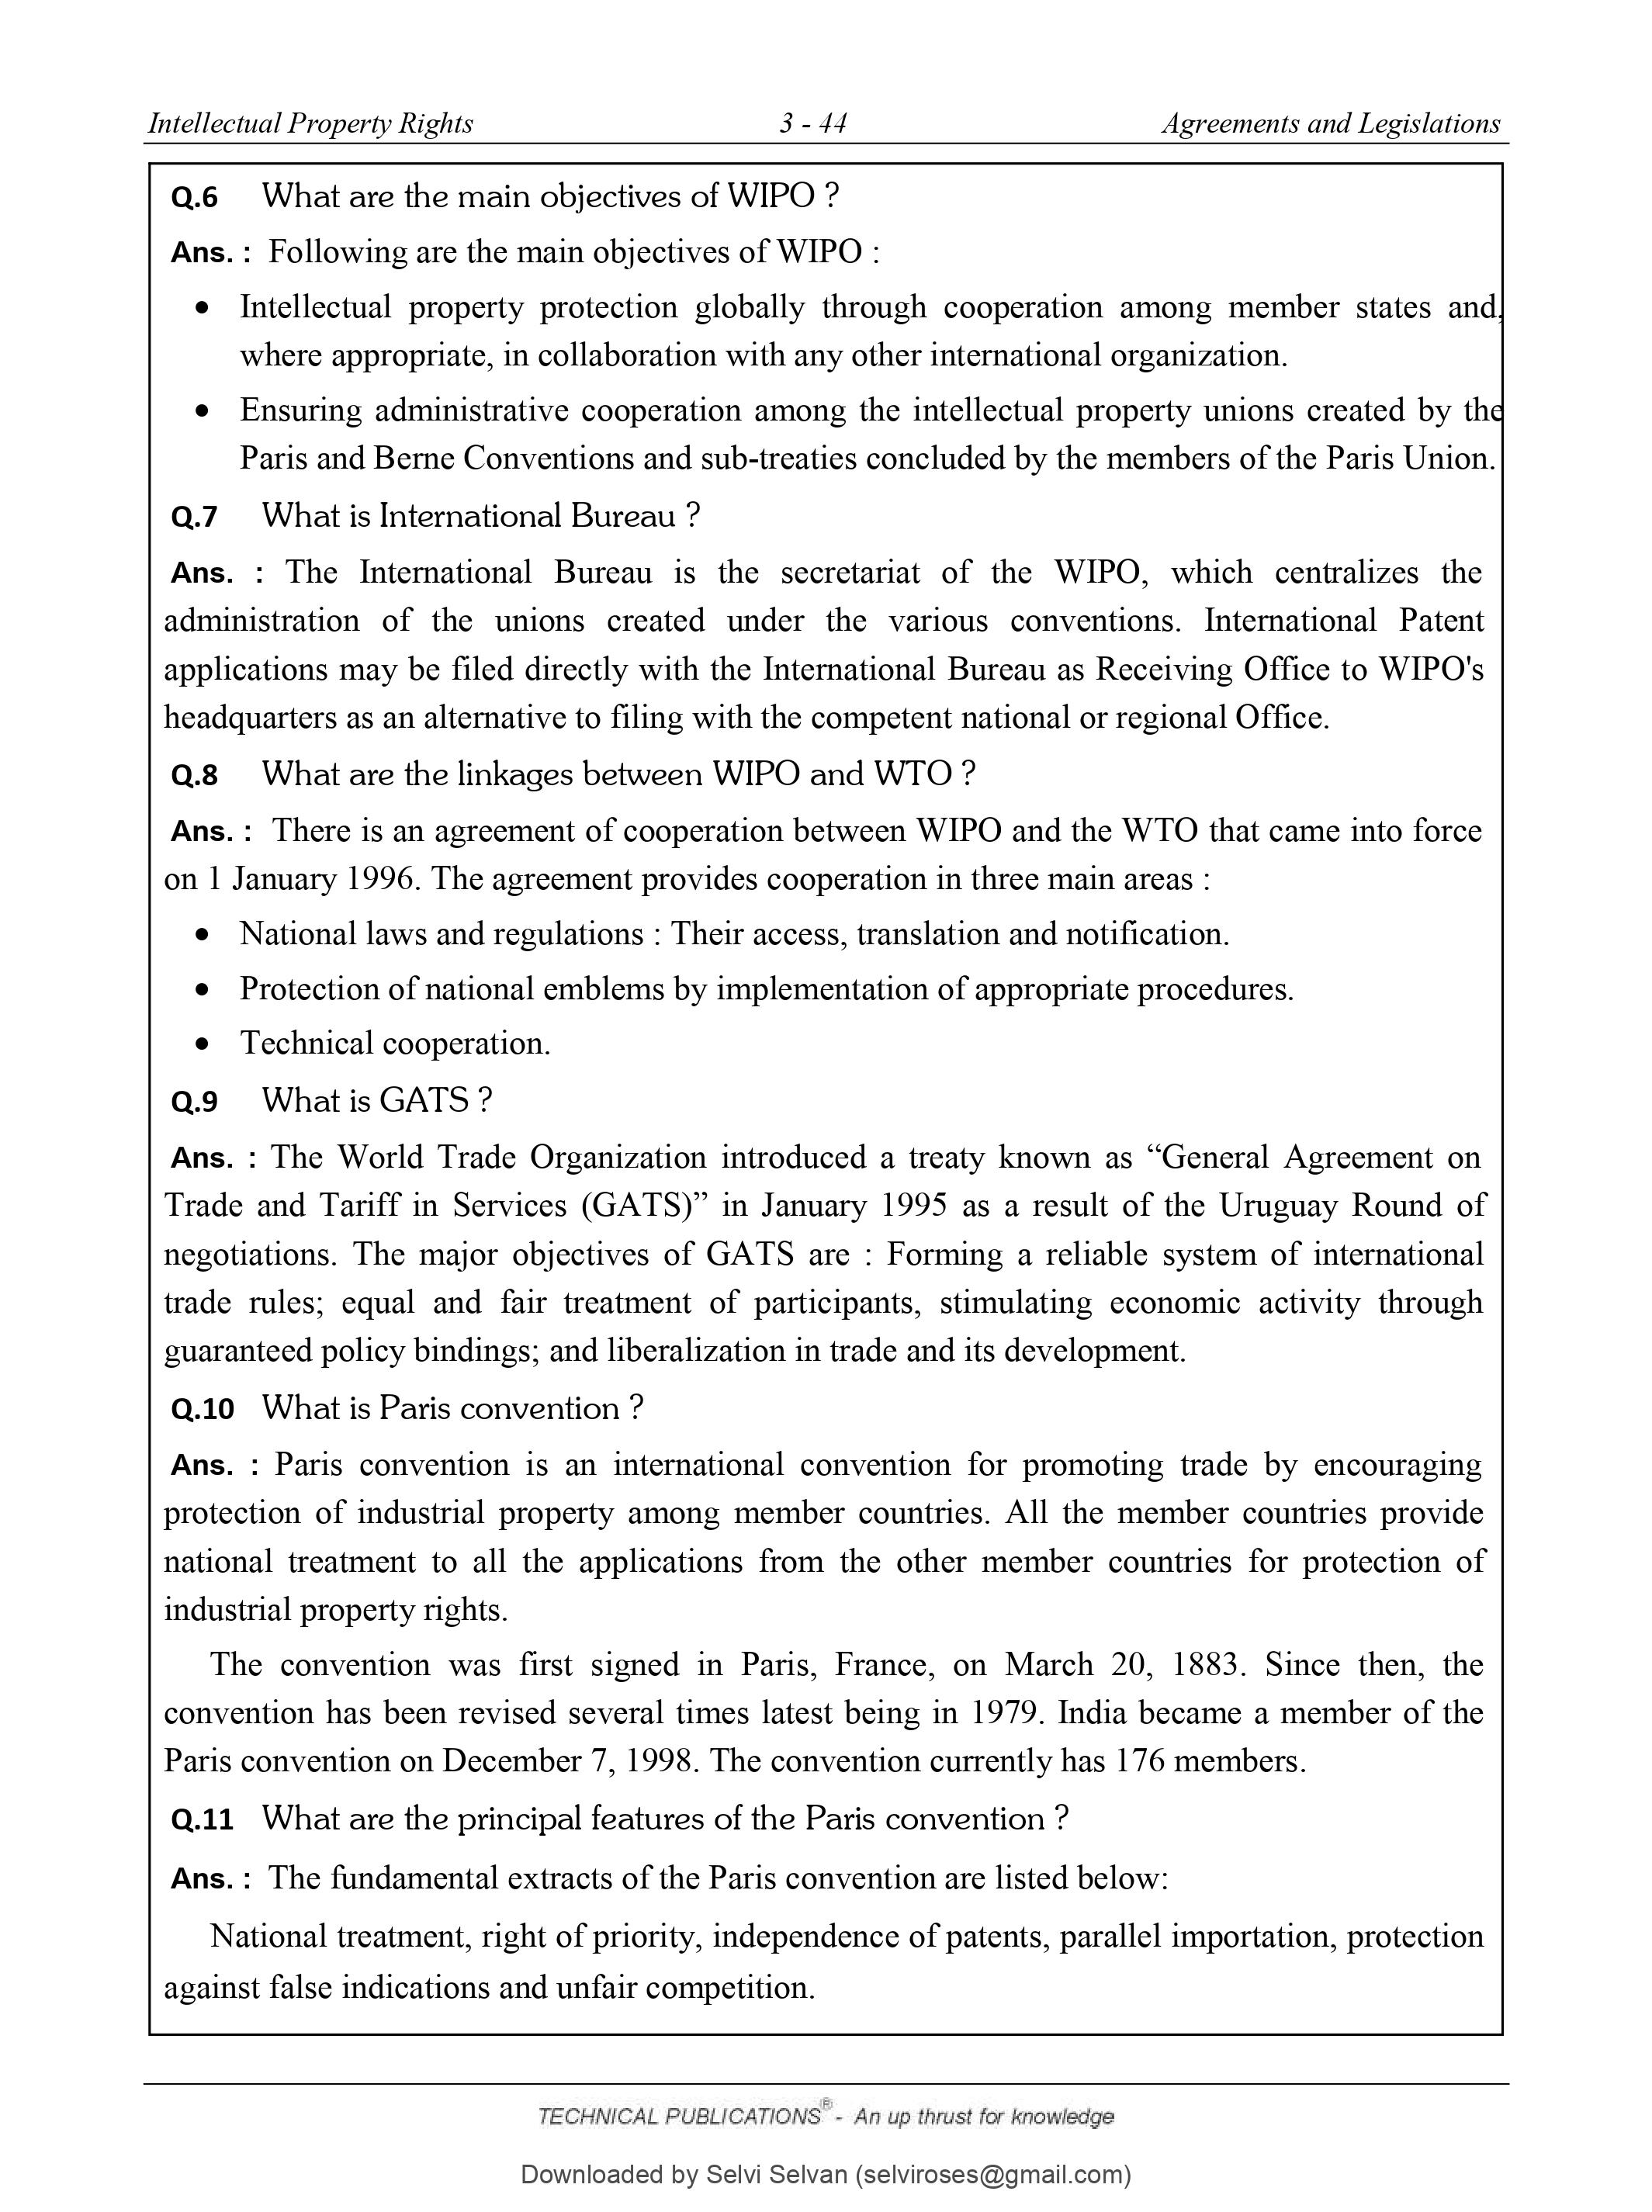 Intellectual Property Rights 3 - 44 Agreements and Legislations
Q.6 What are the main objectives of WIPO ?
Ans. : Following are the main objectives of WIPO :
• Intellectual property protection globally through cooperation among member states and,
where appropriate, in collaboration with any other international organization.
• Ensuring administrative cooperation among the intellectual property unions created by the
Paris and Berne Conventions and sub-treaties concluded by the members of the Paris Union.
Q.7 What is International Bureau ?
Ans. : The International Bureau is the secretariat of the WIPO, which centralizes the
administration of the unions created under the various conventions. International Patent
applications may be filed directly with the International Bureau as Receiving Office to WIPO's
headquarters as an alternative to filing with the competent national or regional Office.
Q.8 What are the linkages between WIPO and WTO ?
Ans. : There is an agreement of cooperation between WIPO and the WTO that came into force
on 1 January 1996. The agreement provides cooperation in three main areas :
• National laws and regulations : Their access, translation and notification.
• Protection of national emblems by implementation of appropriate procedures.
• Technical cooperation.
Q.9 What is GATS ?
Ans. : The World Trade Organization introduced a treaty known as “General Agreement on
Trade and Tariff in Services (GATS)” in January 1995 as a result of the Uruguay Round of
negotiations. The major objectives of GATS are : Forming a reliable system of international
trade rules; equal and fair treatment of participants, stimulating economic activity through
guaranteed policy bindings; and liberalization in trade and its development.
Q.10 What is Paris convention ?
Ans. : Paris convention is an international convention for promoting trade by encouraging
protection of industrial property among member countries. All the member countries provide
national treatment to all the applications from the other member countries for protection of
industrial property rights.
The convention was first signed in Paris, France, on March 20, 1883. Since then, the
convention has been revised several times latest being in 1979. India became a member of the
Paris convention on December 7, 1998. The convention currently has 176 members.
Q.11 What are the principal features of the Paris convention ?
Ans. : The fundamental extracts of the Paris convention are listed below:
National treatment, right of priority, independence of patents, parallel importation, protection
against false indications and unfair competition.
TECHNICAL PUBLICATIONS® - An up thrust for knowledge
Downloaded by Selvi Selvan (selviroses@gmail.com)